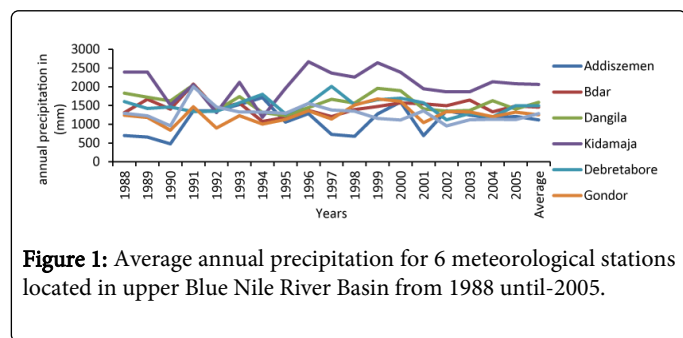 3000
2500
2000
1500
1000
500
0
annual precipitation in
(mm)
1988
1989
1990
1991
1992
1993
1994
1995
1996
1997
1998
1999
2000
2001
2002
2003
2004
2005
Average
Years
Addiszemen
Bdar
Dangila
Kidamaja
Debretabore
Gondor
Figure 1: Average annual precipitation for 6 meteorological stations
located in upper Blue Nile River Basin from 1988 until-2005.